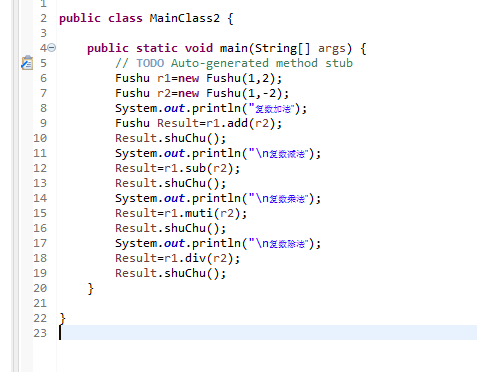 1
2 public class MainClass2 {
3
4 public static void main(String[] args) {
5 // TODO Auto-generated method stub
6 Fushu r1=new Fushu(1,2);
7 Fushu r2=new Fushu(1,-2);
8 System.out.println("复数加法");
9 Fushu Result=r1.add(r2);
10 Result.shuChu();
11 System.out.println("\n复数减法");
12 Result=r1.sub(r2);
13 Result.shuChu();
14 System.out.println("\n复数乘法");
15 Result=r1.muti(r2);
16 Result.shuChu();
17 System.out.println("\n复数除法");
18 Result=r1.div(r2);
19 Result.shuChu();
20 }
21
22 }
23